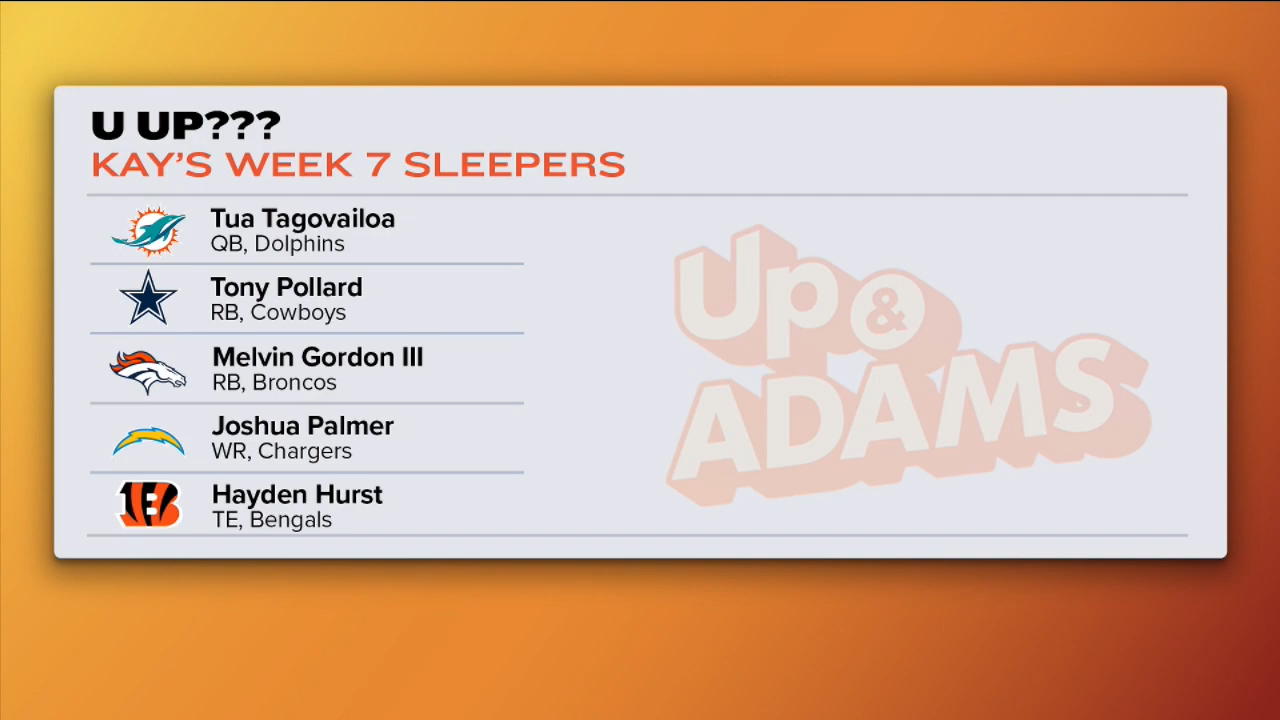 U UP???
KAY'S WEEK 7 SLEEPERS
Tua Tagovailoa
QB, Dolphins
Tony Pollard
RB, Cowboys
Melvin Gordon III
RB, Broncos
Joshua Palmer
WR, Chargers
Hayden Hurst
TE, Bengals
Up &
ADAMS